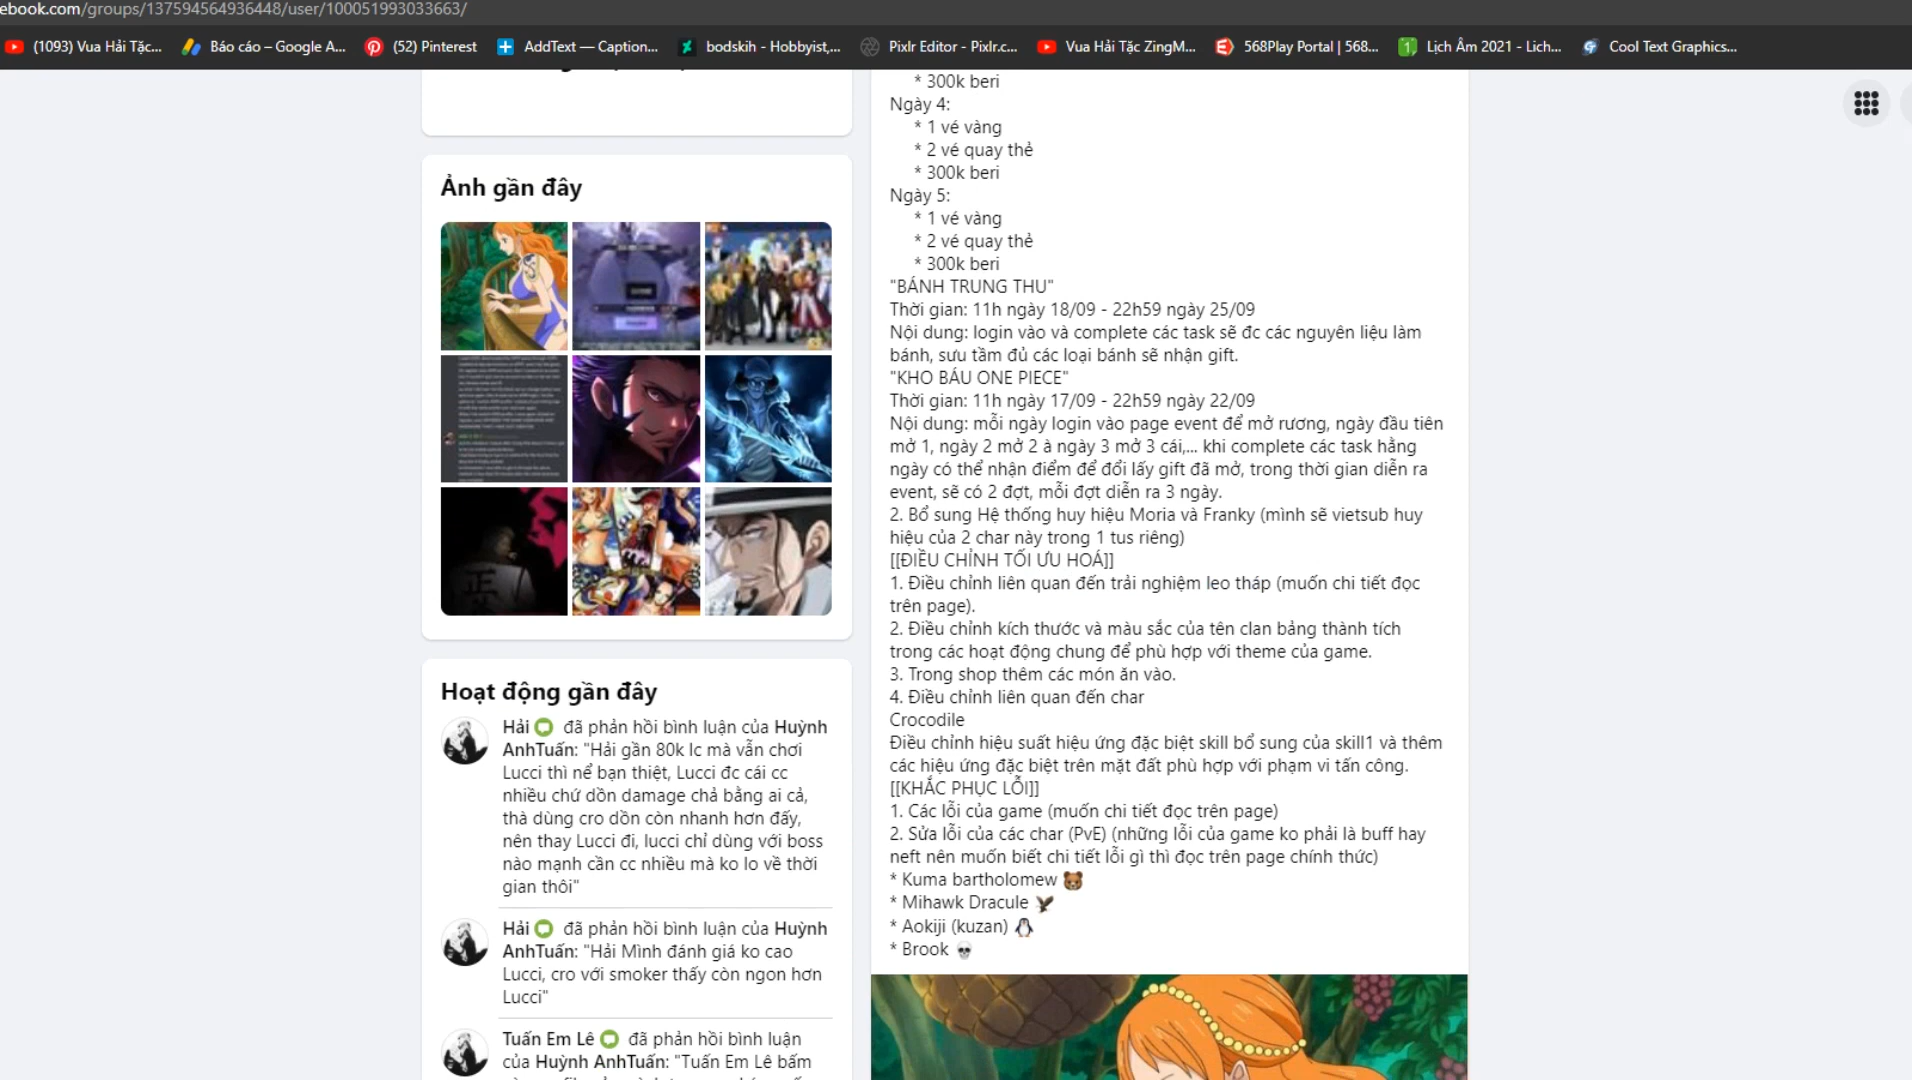 ebook.com/groups/137594564936448/user/100051993033663/
(1093) Vua Hải Tặc...
Báo cáo – Google A...
(52) Pinterest
AddText — Caption...
bodskih - Hobbyist,...
Pixlr Editor - Pixlr.c...
Vua Hải Tặc ZingM...
568Play Portal | 568...
Lịch Âm 2021 - Lich...
Cool Text Graphics...
Ảnh gần đây
Hoạt động gần đây
Hải đã phản hồi bình luận của Huỳnh
AnhTuấn: "Hải gần 80k lc mà vẫn chơi
Lucci thì nể bạn thiệt, Lucci đc cái cc
nhiều chứ dồn damage chả bằng ai cả,
thà dùng cro dồn còn nhanh hơn đấy,
nên thay Lucci đi, lucci chỉ dùng với boss
nào mạnh cần cc nhiều mà ko lo về thời
gian thôi"
Hải đã phản hồi bình luận của Huỳnh
AnhTuấn: "Hải Mình đánh giá ko cao
Lucci, cro với smoker thấy còn ngon hơn
Lucci"
Tuấn Em Lê đã phản hồi bình luận
của Huỳnh AnhTuấn: "Tuấn Em Lê bấm
* 300k beri
Ngày 4:
* 1 vé vàng
* 2 vé quay thẻ
* 300k beri
Ngày 5:
* 1 vé vàng
* 2 vé quay thẻ
* 300k beri
"BÁNH TRUNG THU"
Thời gian: 11h ngày 18/09 - 22h59 ngày 25/09
Nội dung: login vào và complete các task sẽ đc các nguyên liệu làm
bánh, sưu tầm đủ các loại bánh sẽ nhận gift.
"KHO BÁU ONE PIECE"
Thời gian: 11h ngày 17/09 - 22h59 ngày 22/09
Nội dung: mỗi ngày login vào page event để mở rương, ngày đầu tiên
mở 1, ngày 2 mở 2 à ngày 3 mở 3 cái,... khi complete các task hằng
ngày có thể nhận điểm để đổi lấy gift đã mở, trong thời gian diễn ra
event, sẽ có 2 đợt, mỗi đợt diễn ra 3 ngày.
2. Bổ sung Hệ thống huy hiệu Moria và Franky (mình sẽ vietsub huy
hiệu của 2 char này trong 1 tus riêng)
[[ĐIỀU CHỈNH TỐI ƯU HOÁ]]
1. Điều chỉnh liên quan đến trải nghiệm leo tháp (muốn chi tiết đọc
trên page).
2. Điều chỉnh kích thước và màu sắc của tên clan bảng thành tích
trong các hoạt động chung để phù hợp với theme của game.
3. Trong shop thêm các món ăn vào.
4. Điều chỉnh liên quan đến char
Crocodile
Điều chỉnh hiệu suất hiệu ứng đặc biệt skill bổ sung của skill1 và thêm
các hiệu ứng đặc biệt trên mặt đất phù hợp với phạm vi tấn công.
[[KHẮC PHỤC LỖI]]
1. Các lỗi của game (muốn chi tiết đọc trên page)
2. Sửa lỗi của các char (PvE) (những lỗi của game ko phải là buff hay
neft nên muốn biết chi tiết lỗi gì thì đọc trên page chính thức)
* Kuma bartholomew 🐻
* Mihawk Dracule 🦅
* Aokiji (kuzan) 🐧
* Brook 💀